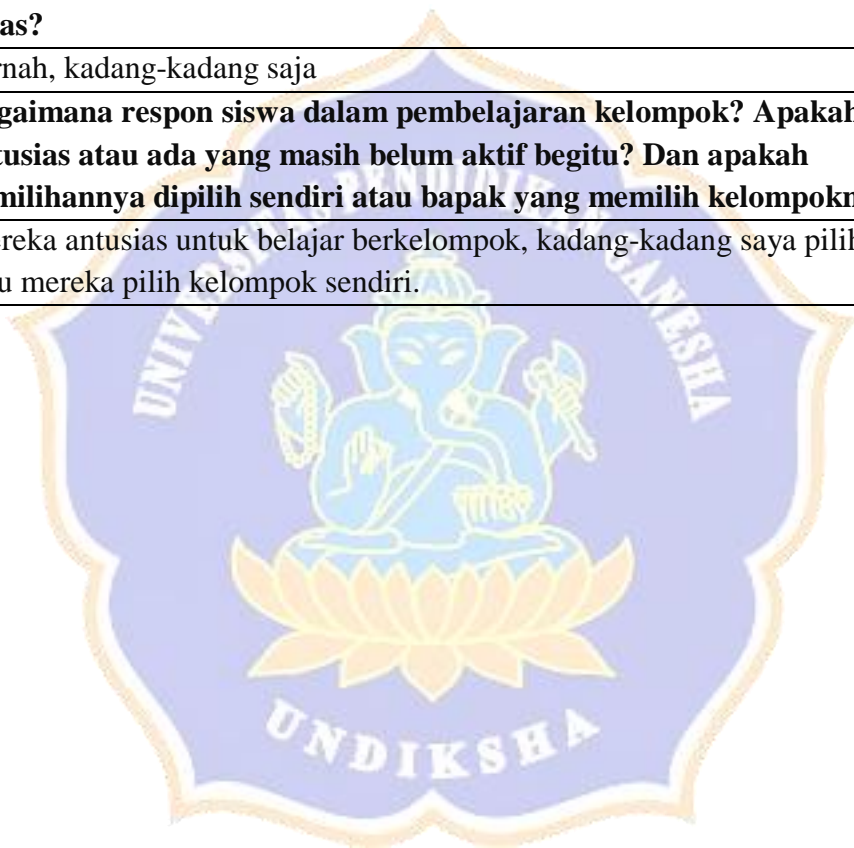 as?
rnah, kadang-kadang saja
gaimana respon siswa dalam pembelajaran kelompok? Apakah
tusias atau ada yang masih belum aktif begitu? Dan apakah
milihannya dipilih sendiri atau bapak yang memilih kelompokn
ereka antusias untuk belajar berkelompok, kadang-kadang saya pilih
u mereka pilih kelompok sendiri.
UNIVERSITAS PENDIDIKAN GANESHA
UNDIKSHA